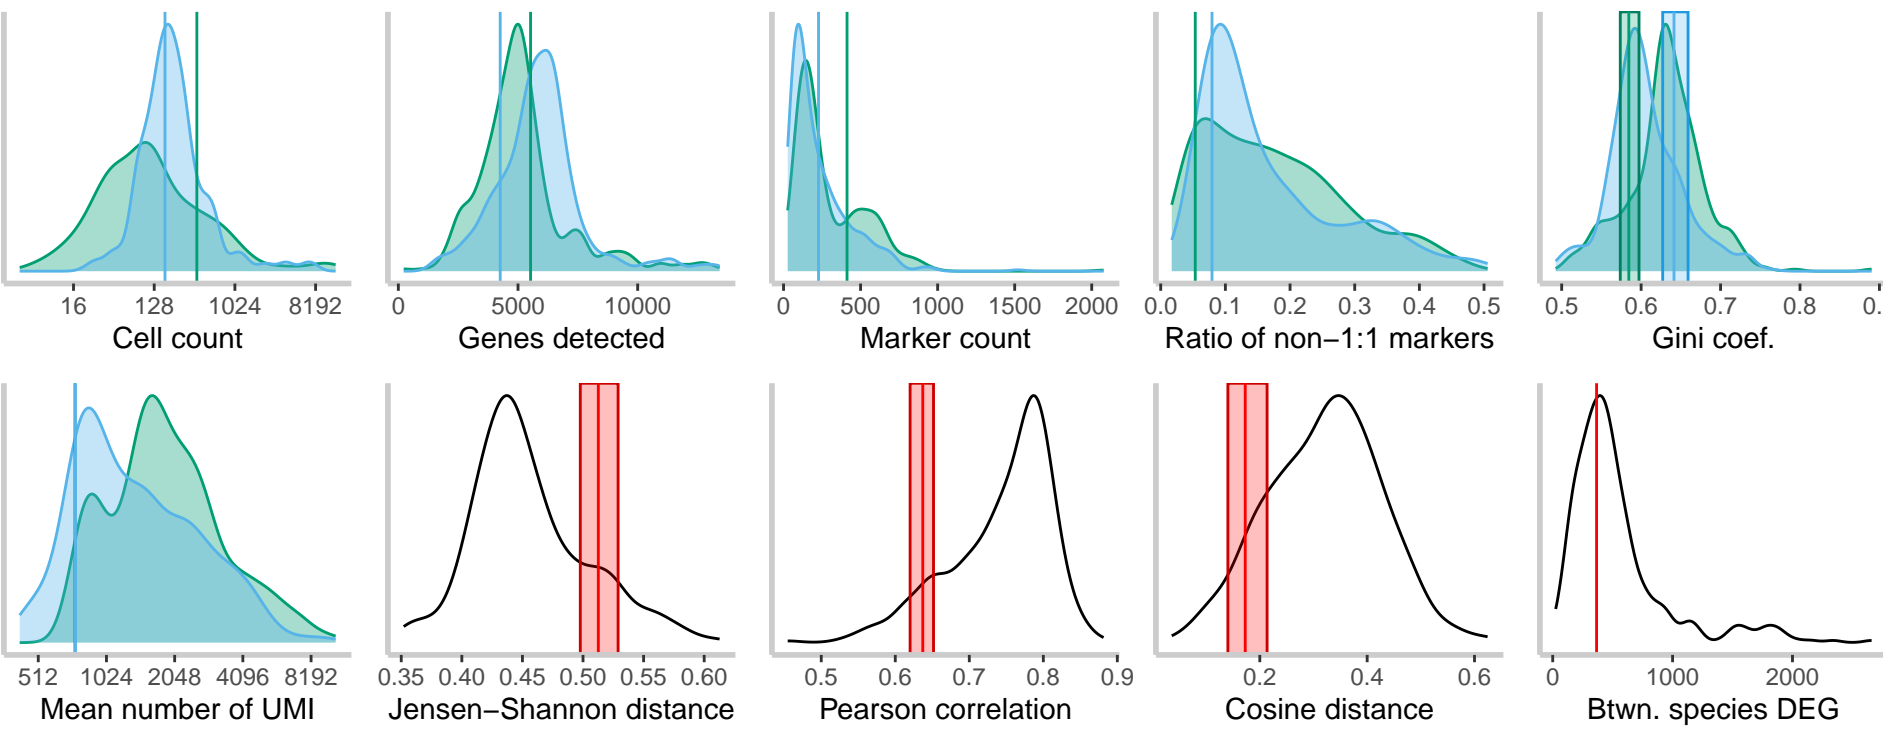 16 128 1024 8192
Cell count
0 5000 10000
Genes detected
0 500 1000 1500 2000
Marker count
0.0 0.1 0.2 0.3 0.4 0.5
Ratio of non−1:1 markers
0.5 0.6 0.7 0.8 0.
Gini coef.
512 1024 2048 4096 8192
Mean number of UMI
0.35 0.40 0.45 0.50 0.55 0.60
Jensen−Shannon distance
0.5 0.6 0.7 0.8 0.9
Pearson correlation
0.2 0.4 0.6
Cosine distance
0 1000 2000
Btwn. species DEG